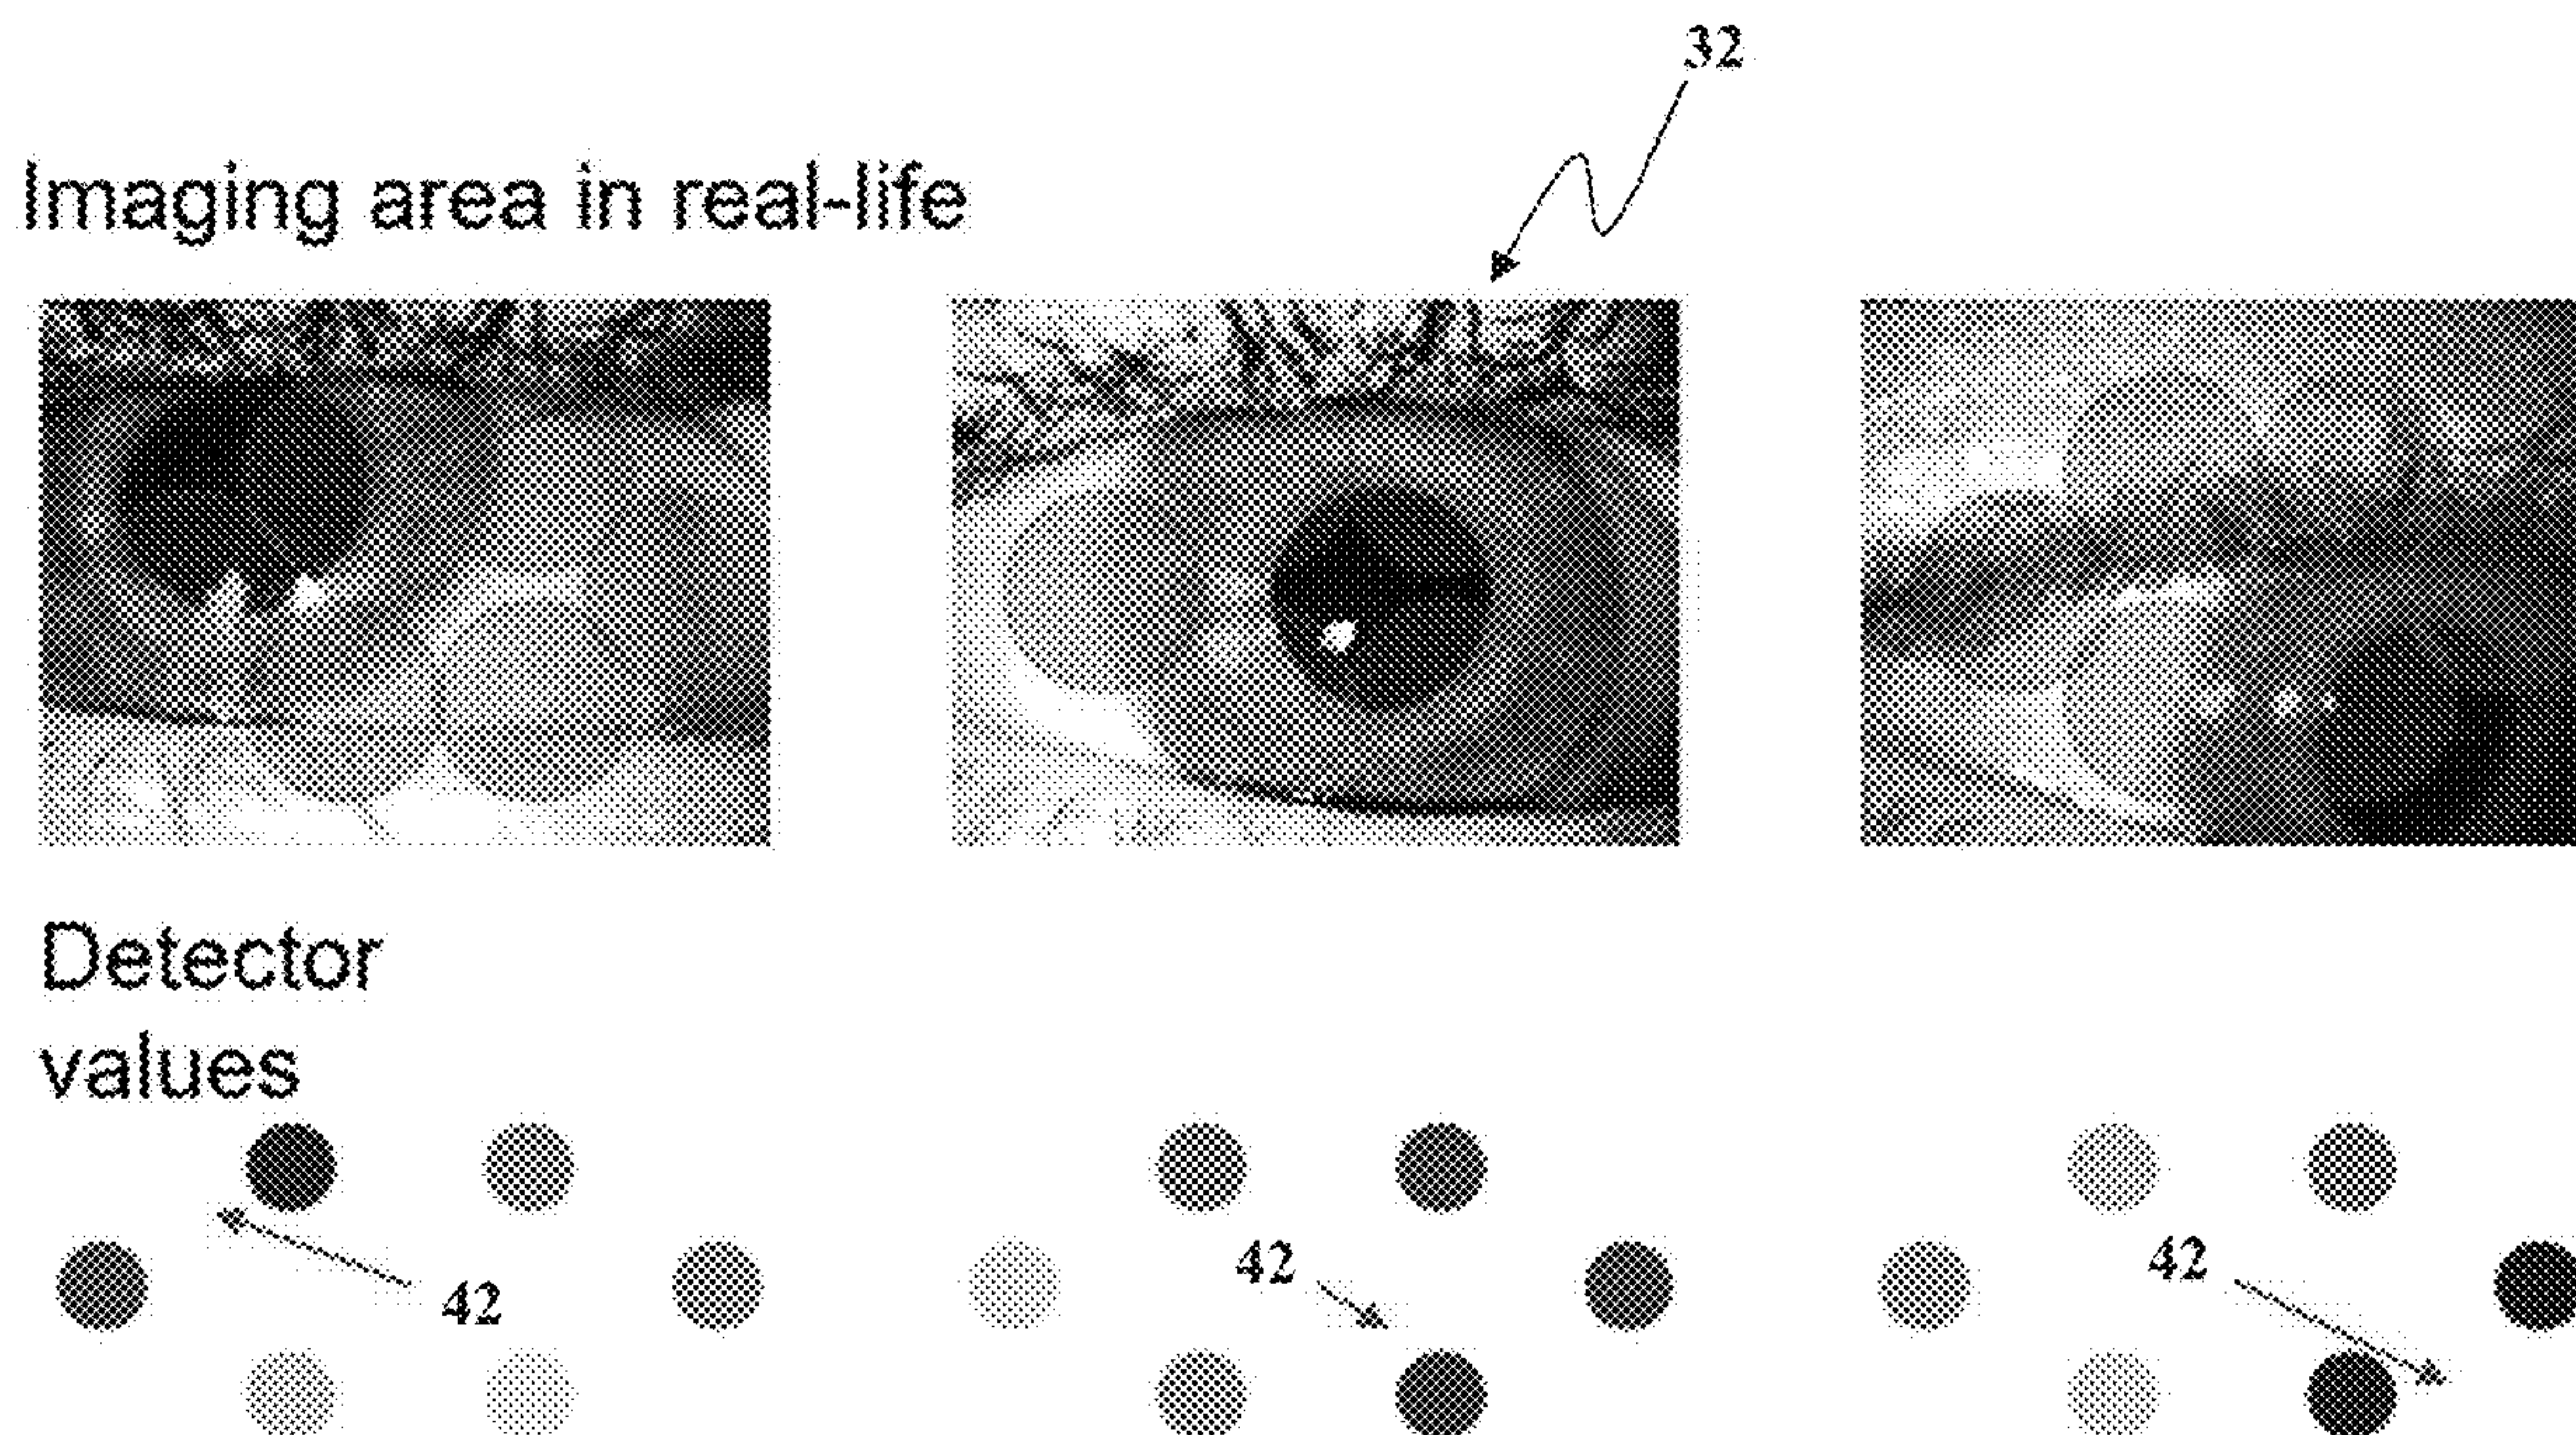 32
Imaging area in real-life
Detector
values
42
42
42